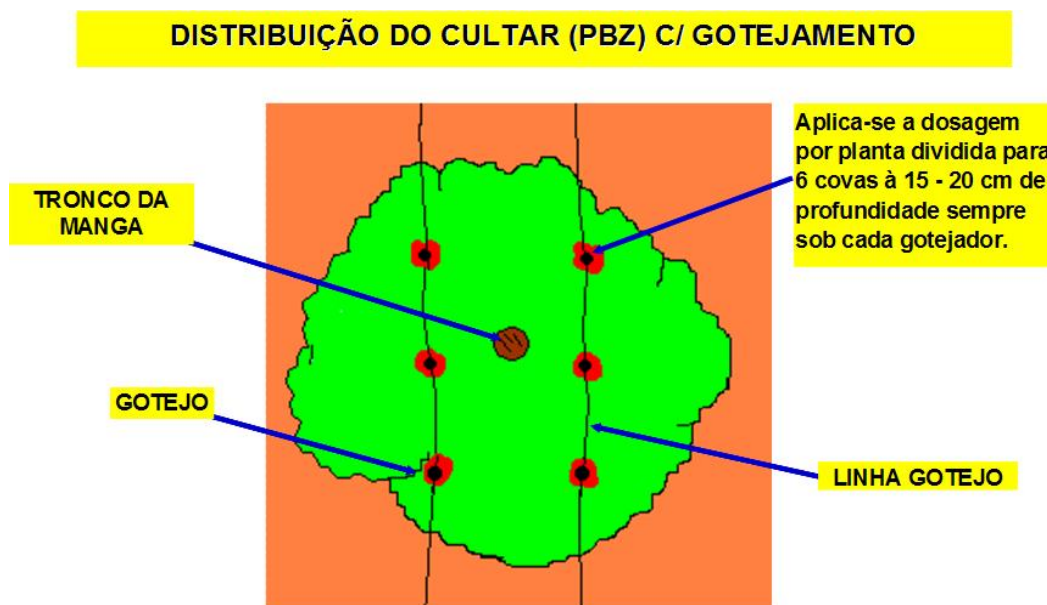 DISTRIBUIÇÃO DO CULTAR (PBZ) C/ GOTEJAMENTO
Aplica-se a dosagem
por planta dividida para
6 covas à 15 - 20 cm de
profundidade sempre
sob cada gotejador.
TRONCO DA
MANGA
GOTEJO
LINHA GOTEJO